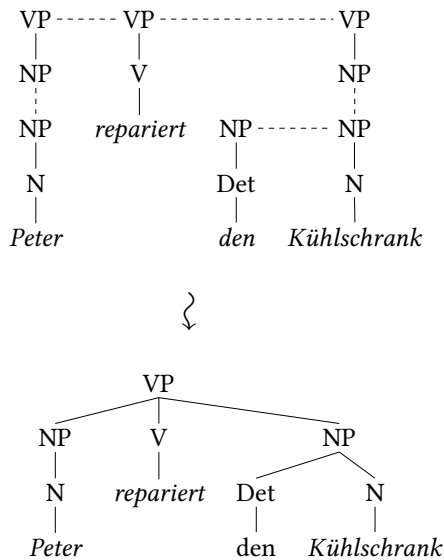 VP VP VP
NP V NP
NP repariert NP NP
N Det N
Peter den Kühlschrank
VP
NP V NP
N repariert Det N
Peter den Kühlschrank